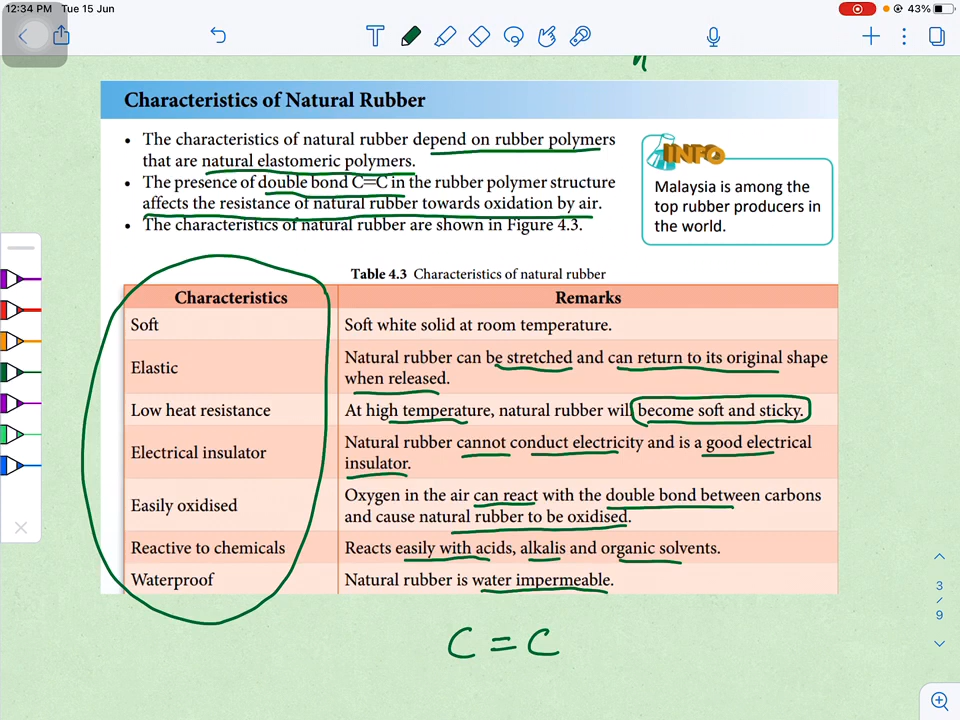 12:34 PM Tue 15 Jun
43%
n
Characteristics of Natural Rubber
• The characteristics of natural rubber depend on rubber polymers
that are natural elastomeric polymers.
• The presence of double bond C=C in the rubber polymer structure
affects the resistance of natural rubber towards oxidation by air.
• The characteristics of natural rubber are shown in Figure 4.3.
INFO
Malaysia is among the
top rubber producers in
the world.
Table 4.3 Characteristics of natural rubber
Characteristics Remarks
Soft Soft white solid at room temperature.
Elastic Natural rubber can be stretched and can return to its original shape
when released.
Low heat resistance At high temperature, natural rubber will become soft and sticky.
Electrical insulator Natural rubber cannot conduct electricity and is a good electrical
insulator.
Easily oxidised Oxygen in the air can react with the double bond between carbons
and cause natural rubber to be oxidised.
Reactive to chemicals Reacts easily with acids, alkalis and organic solvents.
Waterproof Natural rubber is water impermeable.
C = C
3
/
9